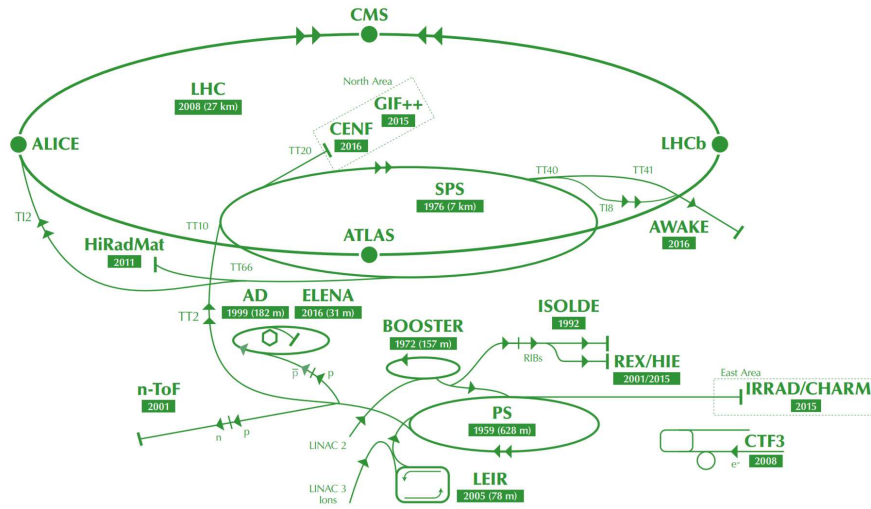 CMS
LHC
2008 (27 km)
North Area
GIF++
2015
CENF
2016
ALICE
LHCb
TT20
TT40
TT41
SPS
1976 (7 km)
TI8
TI2
TT10
AWAKE
2016
HiRadMat
2011
ATLAS
TT66
AD
1999 (182 m)
ELENA
2016 (31 m)
TT2
BOOSTER
1972 (157 m)
ISOLDE
1992
RIBs
REX/HIE
2001/2015
p̅
p
East Area
IRRAD/CHARM
2015
n-ToF
2001
PS
1959 (628 m)
n
p
LINAC 2
CTF3
2008
e-
LINAC 3
Ions
LEIR
2005 (78 m)